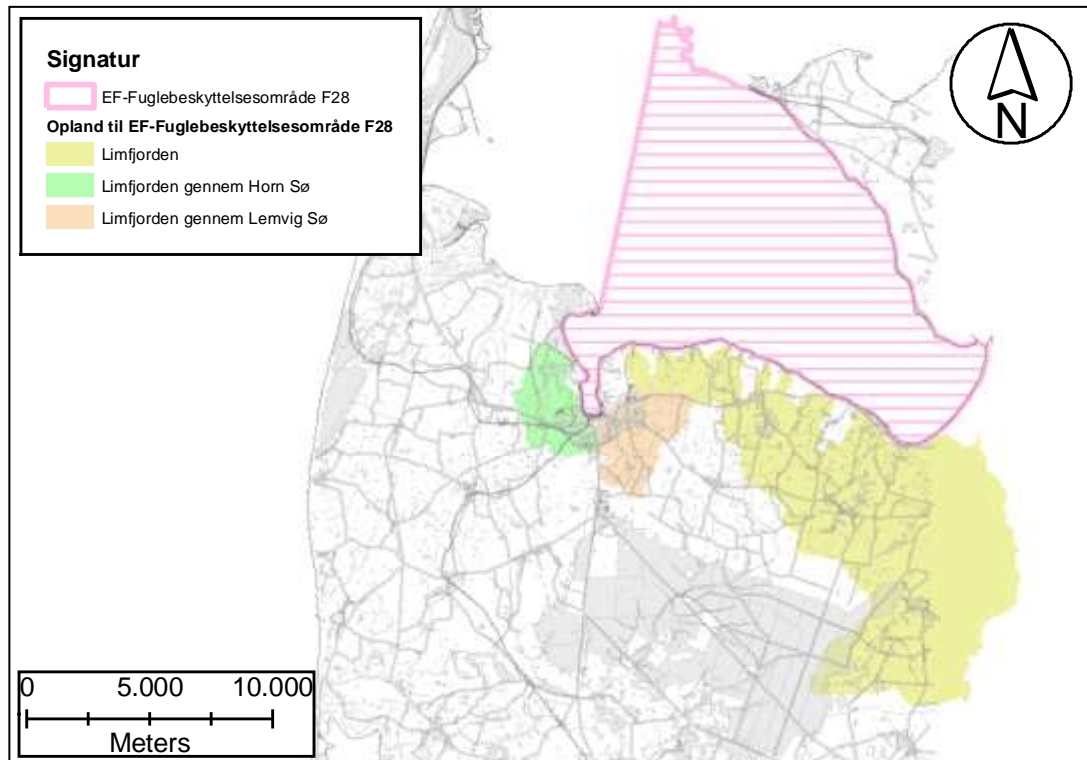 Signatur
EF-Fuglebeskyttelsesområde F28
Opland til EF-Fuglebeskyttelsesområde F28
Limfjorden
Limfjorden gennem Horn Sø
Limfjorden gennem Lemvig Sø
N
0 5.000 10.000
Meters